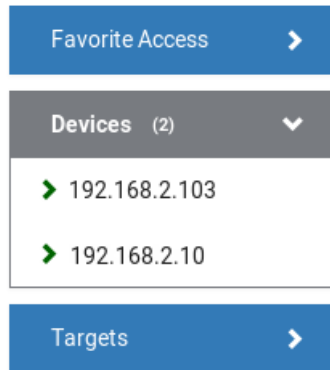 Favorite Access
Devices (2)
192.168.2.103
192.168.2.10
Targets